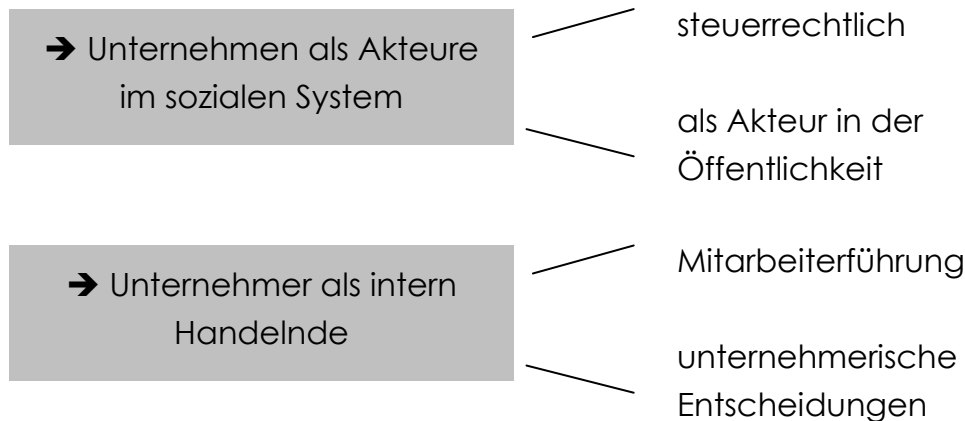 ➔ Unternehmen als Akteure
im sozialen System
steuerrechtlich
als Akteur in der
Öffentlichkeit
➔ Unternehmer als intern
Handelnde
Mitarbeiterführung
unternehmerische
Entscheidungen